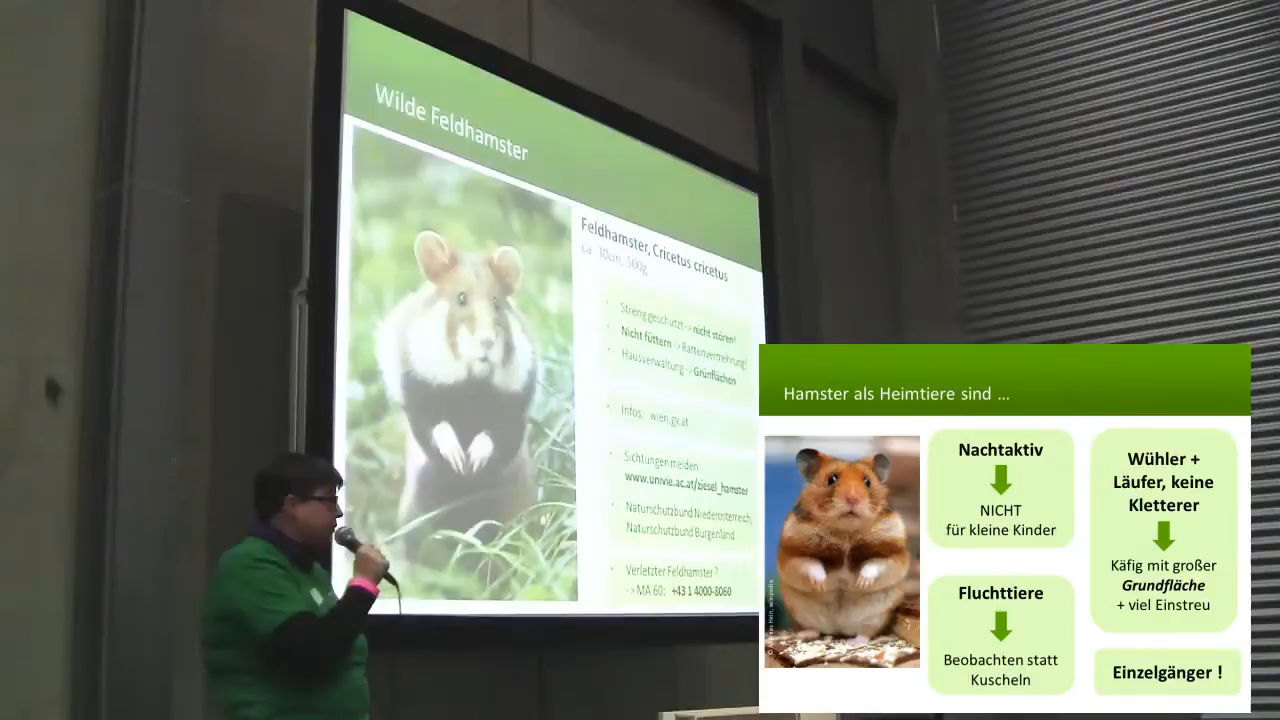 Wilde Feldhamster
Feldhamster, Cricetus cricetus
ca. 30cm, 500g
Streng geschützt -> nicht stören!
Nicht füttern -> Rattenvermehrung!
Hausverwaltung -> Grünflächen
Infos: wien.gv.at
Sichtungen melden:
www.univie.ac.at/ziesel_hamster
Naturschutzbund Niederösterreich,
Naturschutzbund Burgenland
Verletzter Feldhamster?
-> MA 60: +43 1 4000-8060
Hamster als Heimtiere sind ...
Nachtaktiv
NICHT
für kleine Kinder
Fluchttiere
Beobachten statt
Kuscheln
Wühler +
Läufer, keine
Kletterer
Käfig mit großer
Grundfläche
+ viel Einstreu
Einzelgänger !